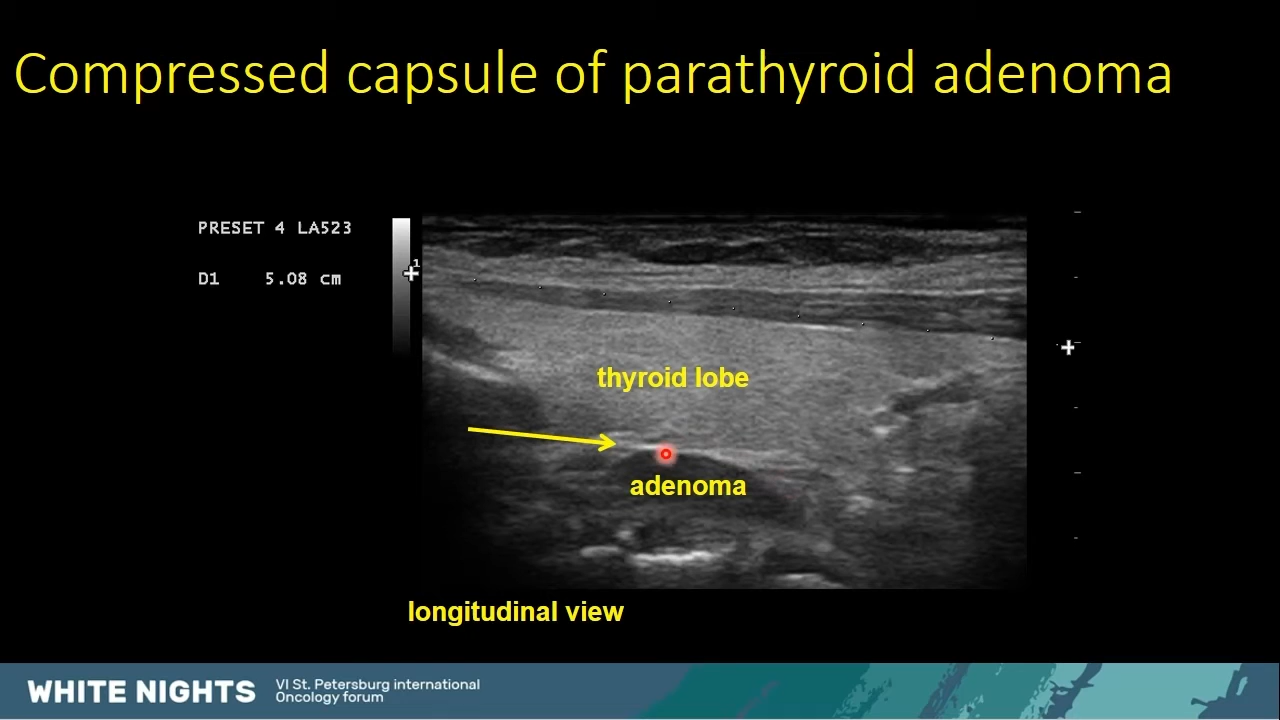 Compressed capsule of parathyroid adenoma
PRESET 4 LA523
D1 5.08 cm
1
thyroid lobe
adenoma
longitudinal view
WHITE NIGHTS
VI St. Petersburg international
Oncology forum